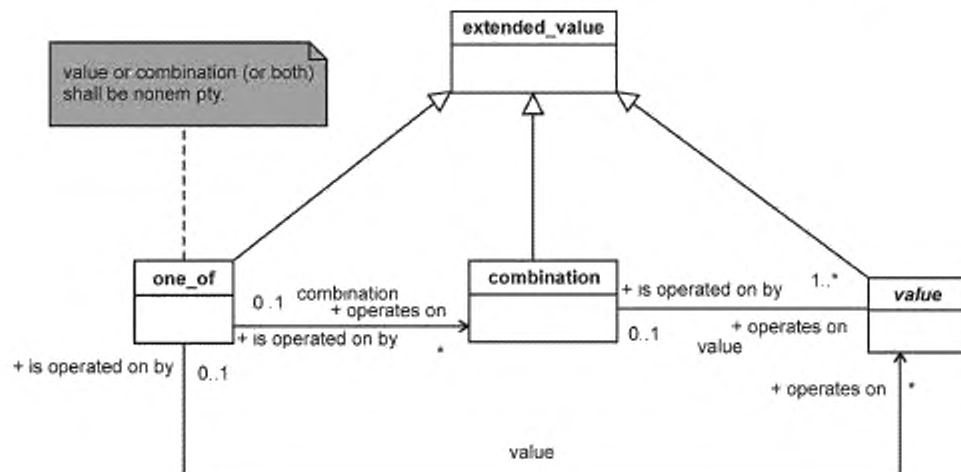 extended_value
value or combination (or both)
shall be nonem pty.
one_of
combination
value
0..1
combination
+ operates on
+ is operated on by
*
+ is operated on by
1..*
0..1
+ operates on
value
+ is operated on by
0..1
+ operates on
*
value